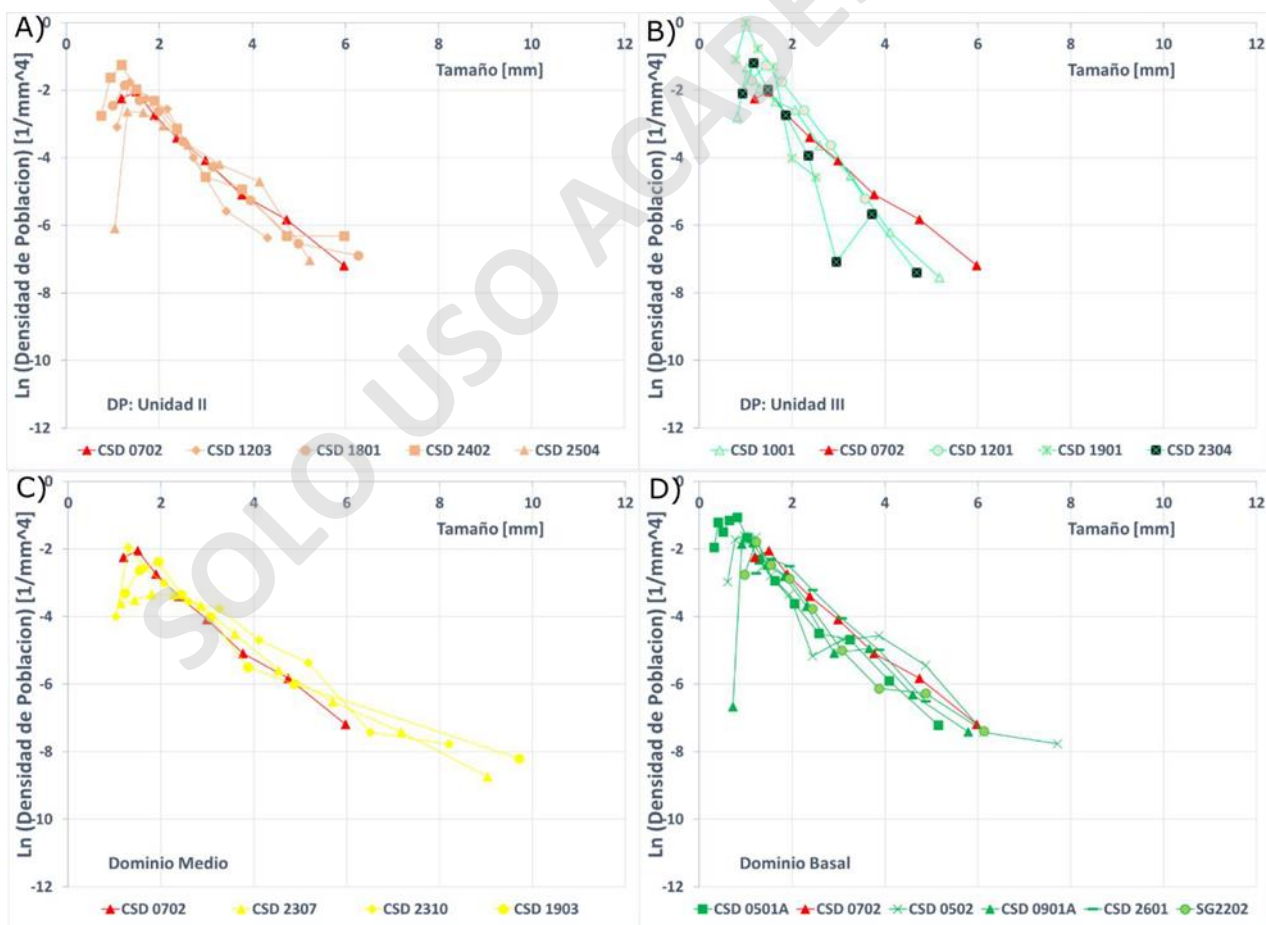 A)
0 2 4 6 8 10 12
Tamaño [mm]
Ln (Densidad de Poblacion) [1/mm^4]
0
-2
-4
-6
-8
-10
-12
DP: Unidad II
CSD 0702 CSD 1203 CSD 1801 CSD 2402 CSD 2504
B)
0 2 4 6 8 10 12
Tamaño [mm]
Ln (Densidad de Poblacion) [1/mm^4]
0
-2
-4
-6
-8
-10
-12
DP: Unidad III
CSD 1001 CSD 0702 CSD 1201 CSD 1901 CSD 2304
C)
0 2 4 6 8 10 12
Tamaño [mm]
Ln (Densidad de Poblacion) [1/mm^4]
-2
-4
-6
-8
-10
-12
Dominio Medio
CSD 0702 CSD 2307 CSD 2310 CSD 1903
D)
0 2 4 6 8 10 12
Tamaño [mm]
Ln (Densidad de Poblacion) [1/mm^4]
0
-2
-4
-6
-8
-10
-12
Dominio Basal
CSD 0501A CSD 0702 CSD 0502 CSD 0901A CSD 2601 SG2202
SOLO USO ACADE